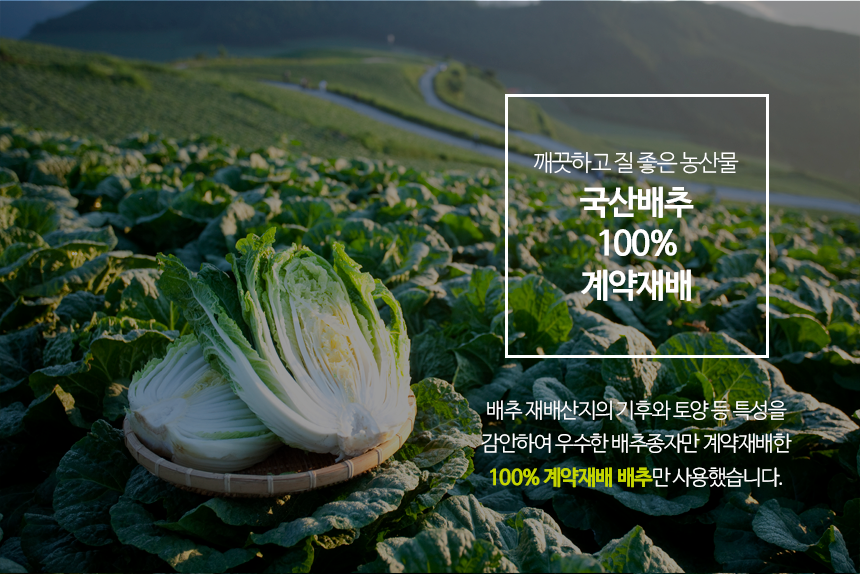 깨끗하고 질 좋은 농산물
국산배추
100%
계약재배
배추 재배산지의 기후와 토양 등 특성을
감안하여 우수한 배추종자만 계약재배한
100% 계약재배 배추만 사용했습니다.